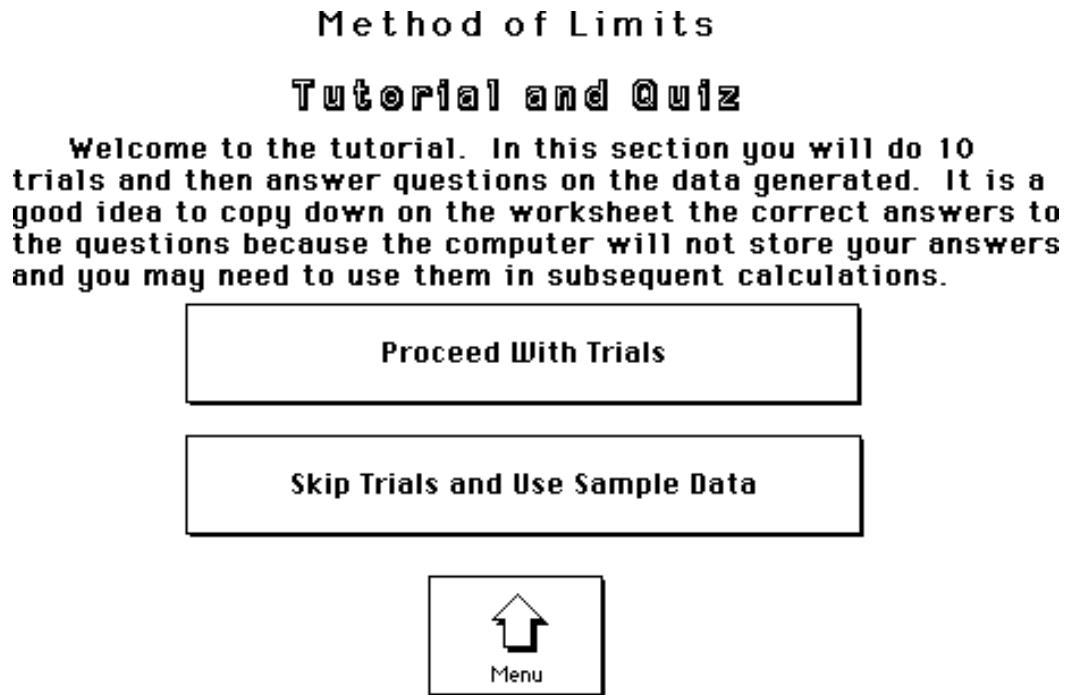 Method of Limits
Tutorial and Quiz
Welcome to the tutorial. In this section you will do 10
trials and then answer questions on the data generated. It is a
good idea to copy down on the worksheet the correct answers to
the questions because the computer will not store your answers
and you may need to use them in subsequent calculations.
Proceed With Trials
Skip Trials and Use Sample Data
Menu